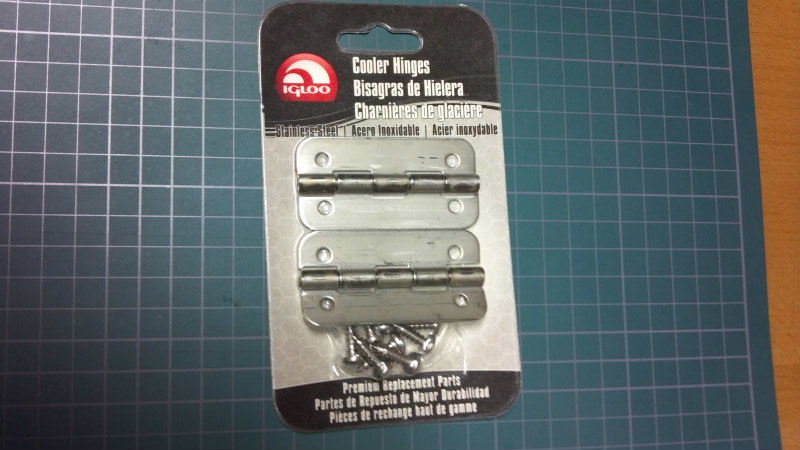 IGLOO
Cooler Hinges
Bisagras de Hielera
Charnières de glacière
Stainless Steel | Acero Inoxidable | Acier inoxydable
Premium Replacement Parts
Partes de Repuesto de Mayor Durabilidad
Pièces de rechange haut de gamme